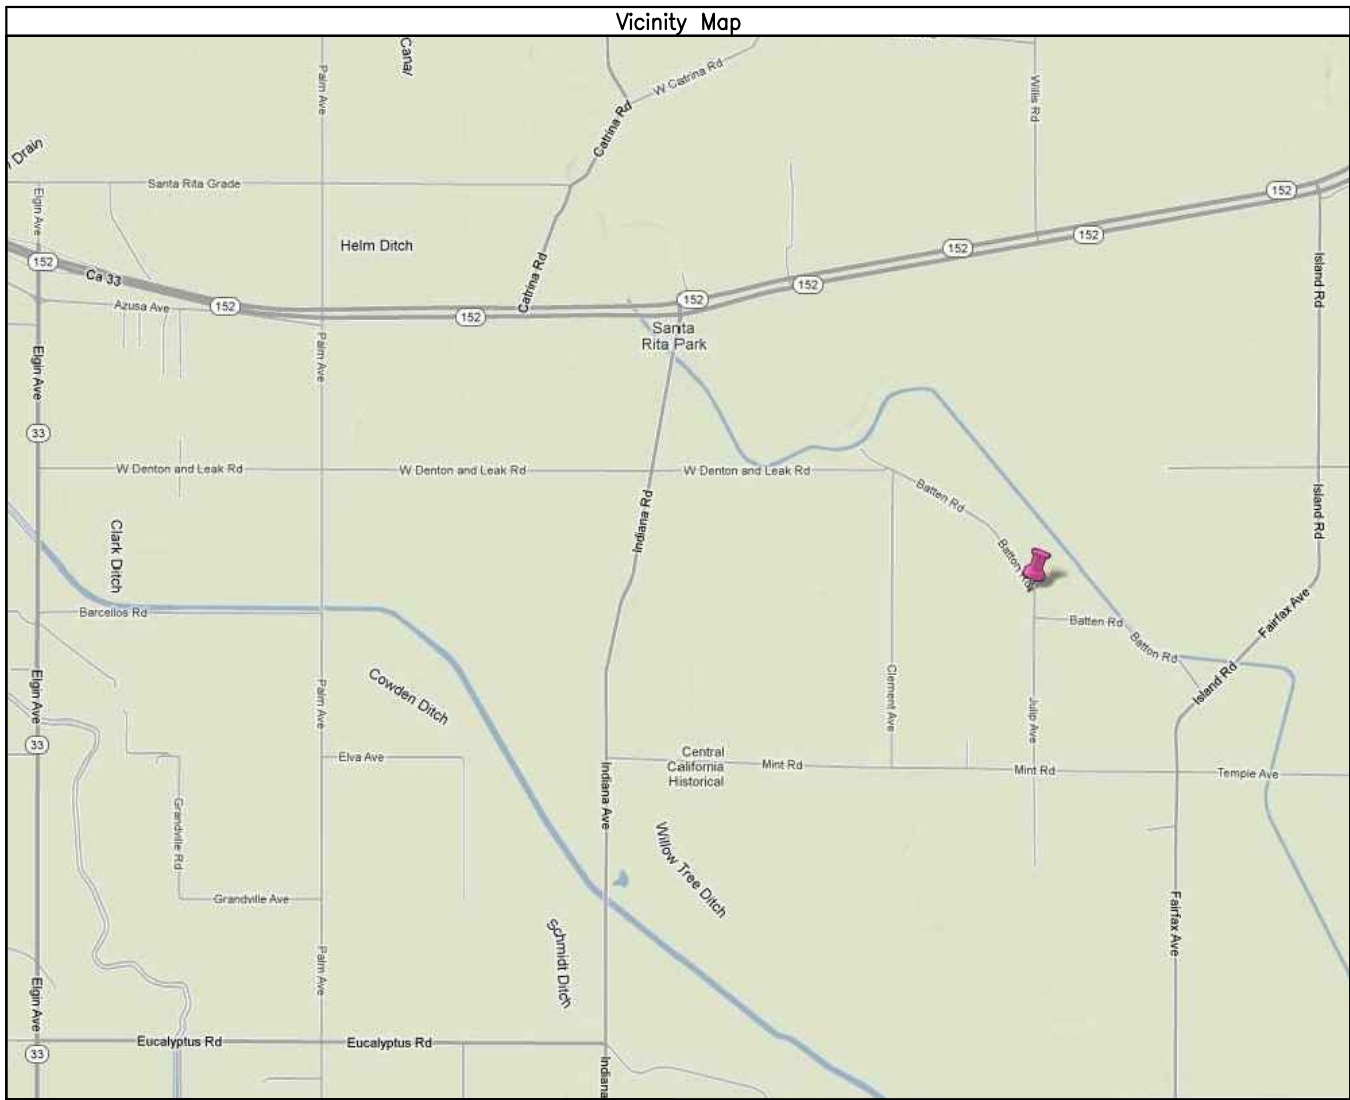 Vicinity Map
Canal
Palm Ave
W Catrina Rd
Willis Rd
Catrina Rd
Drain
Santa Rita Grade
152
Elgin Ave
Helm Ditch
152
152
Island Rd
152
Ca 33
Catrina Rd
152
Azusa Ave
152
152
152
Santa
Rita Park
Palm Ave
Elgin Ave
33
W Denton and Leak Rd
W Denton and Leak Rd
W Denton and Leak Rd
Batten Rd
Island Rd
Indiana Rd
Clark Ditch
Batton Rd
Barcellos Rd
Fairfax Ave
Batten Rd
Batton Rd
Island Rd
Elgin Ave
Palm Ave
Cowden Ditch
Clement Ave
Julip Ave
33
Elva Ave
Central
California
Historical
Mint Rd
Mint Rd
Temple Ave
Indiana Ave
Grandville Rd
Willow Tree Ditch
Grandville Ave
Fairfax Ave
Schmidt Ditch
Palm Ave
Elgin Ave
Eucalyptus Rd
Eucalyptus Rd
33
Indiana